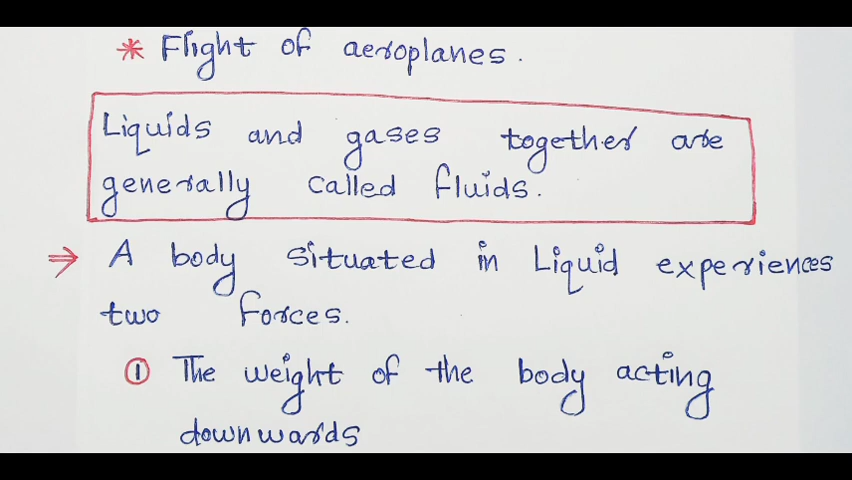 * Flight of aeroplanes.
Liquids and gases together are
generally called fluids.
⇒ A body situated in Liquid experiences
two forces.
① The weight of the body acting
downwards